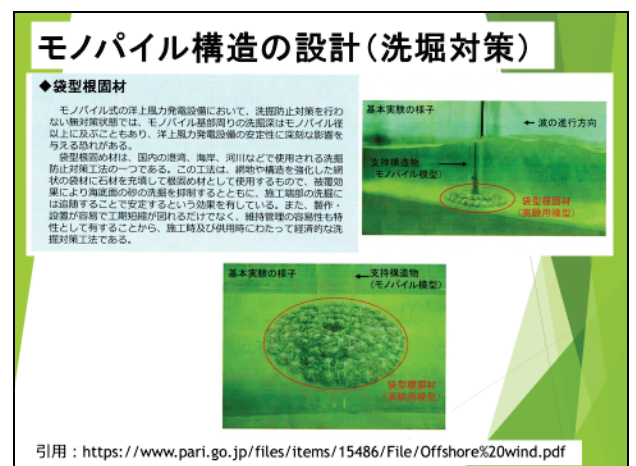 モノパイル構造の設計(洗堀対策)
◆袋型根固材
モノパイル式の洋上風力発電設備において、洗掘防止対策を行わ
ない無対策状態では、モノパイル基部周りの洗掘深はモノパイル径
以上に及ぶこともあり、洋上風力発電設備の安定性に深刻な影響を
与える恐れがある。
袋型根固め材は、国内の港湾、海岸、河川などで使用される洗掘
防止対策工法の一つである。この工法は、網地や構造を強化した網
状の袋材に石材を充填して根固め材として使用するもので、被覆効
果により海底面の砂の洗掘を抑制するとともに、施工端部の洗掘に
は追随することで安定するという効果を有している。また、製作・
設置が容易で工期短縮が図れるだけでなく、維持管理の容易性も特
性として有することから、施工時及び供用時にわたって経済的な洗
掘対策工法である。
基本実験の様子
← 波の進行方向
支持構造物
(モノパイル模型)
袋型根固材
(実験用模型)
基本実験の様子
支持構造物
(モノパイル模型)
袋型根固材
(実験用模型)
引用：https://www.pari.go.jp/files/items/15486/File/Offshore%20wind.pdf